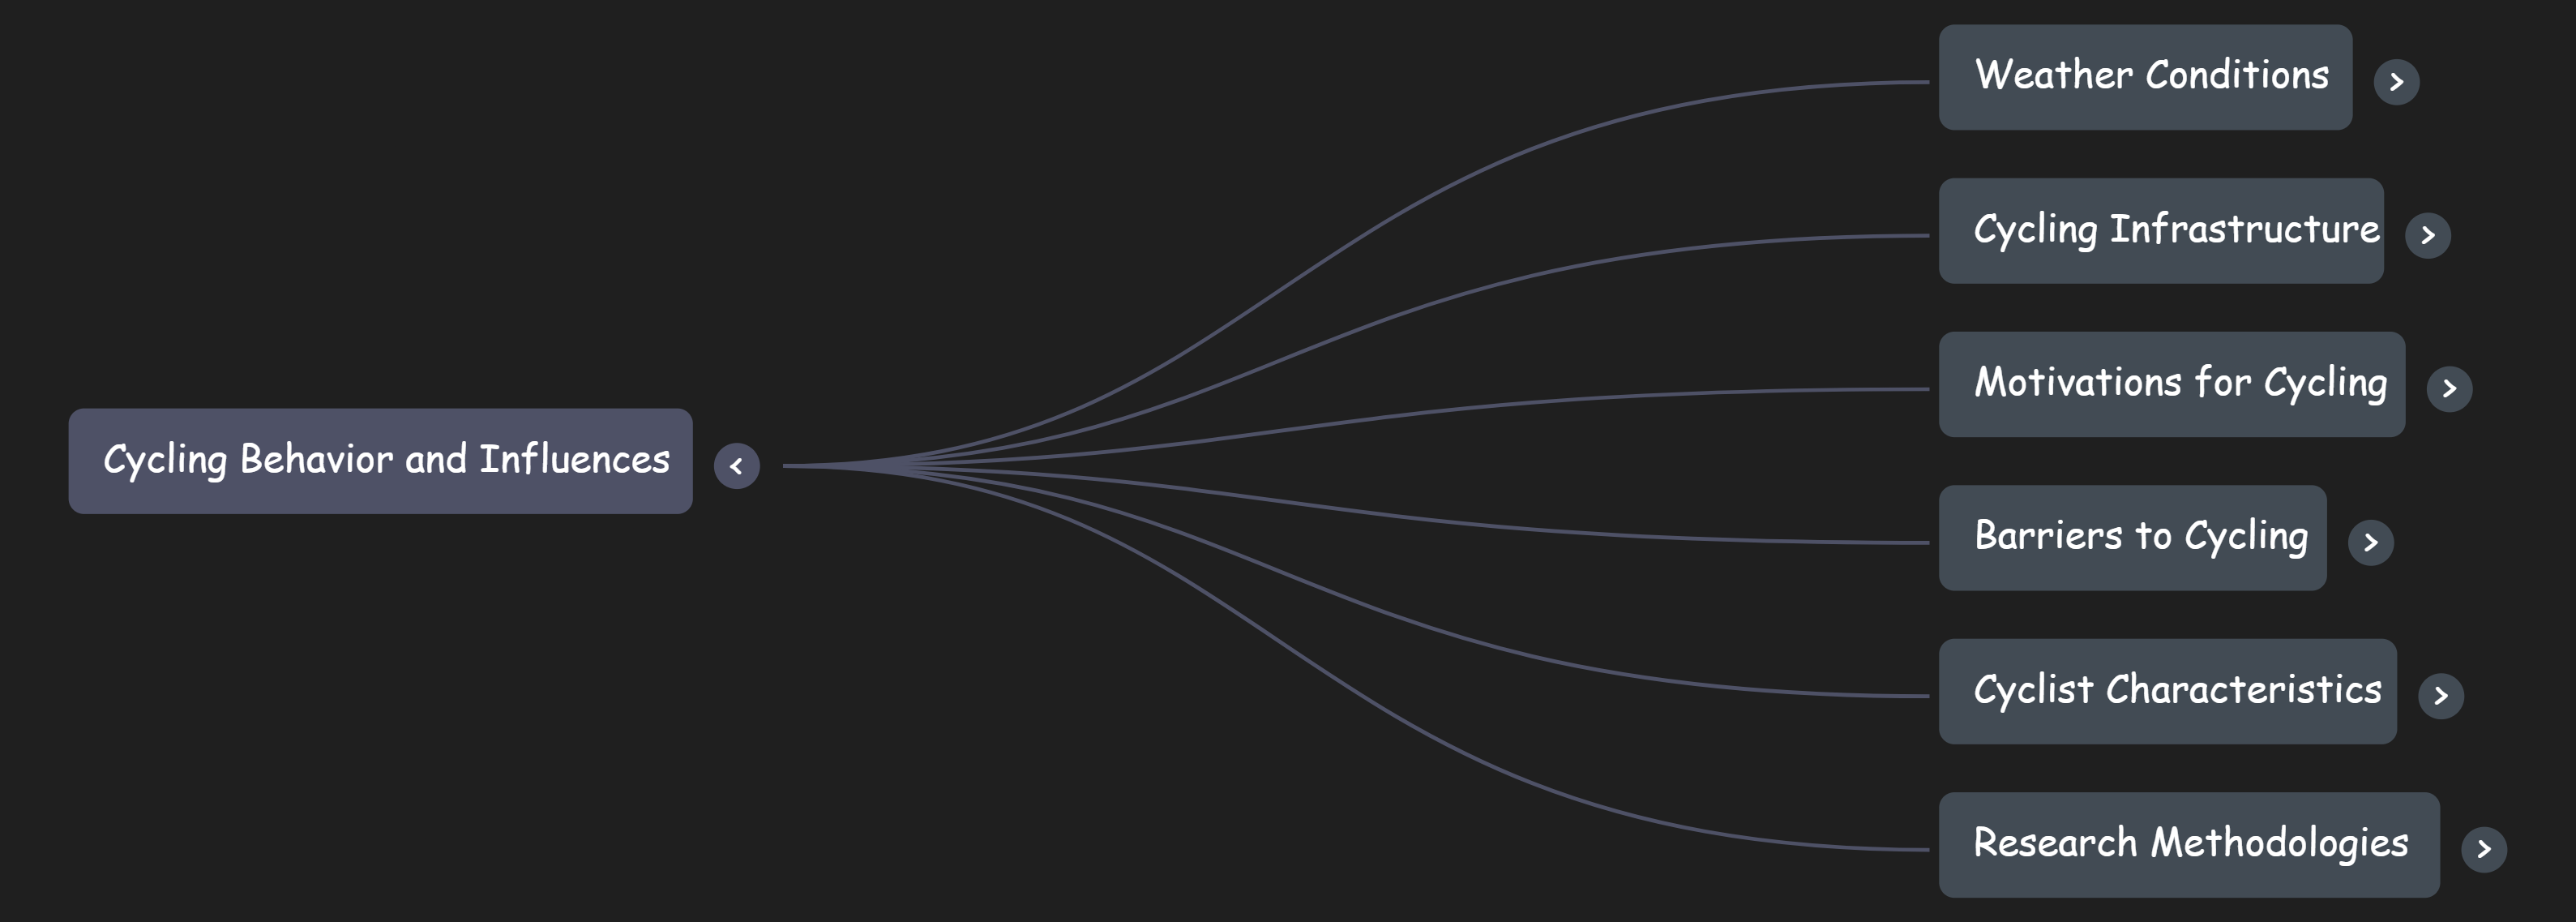 Weather Conditions
Cycling Infrastructure
Motivations for Cycling
Cycling Behavior and Influences
Barriers to Cycling
Cyclist Characteristics
Research Methodologies